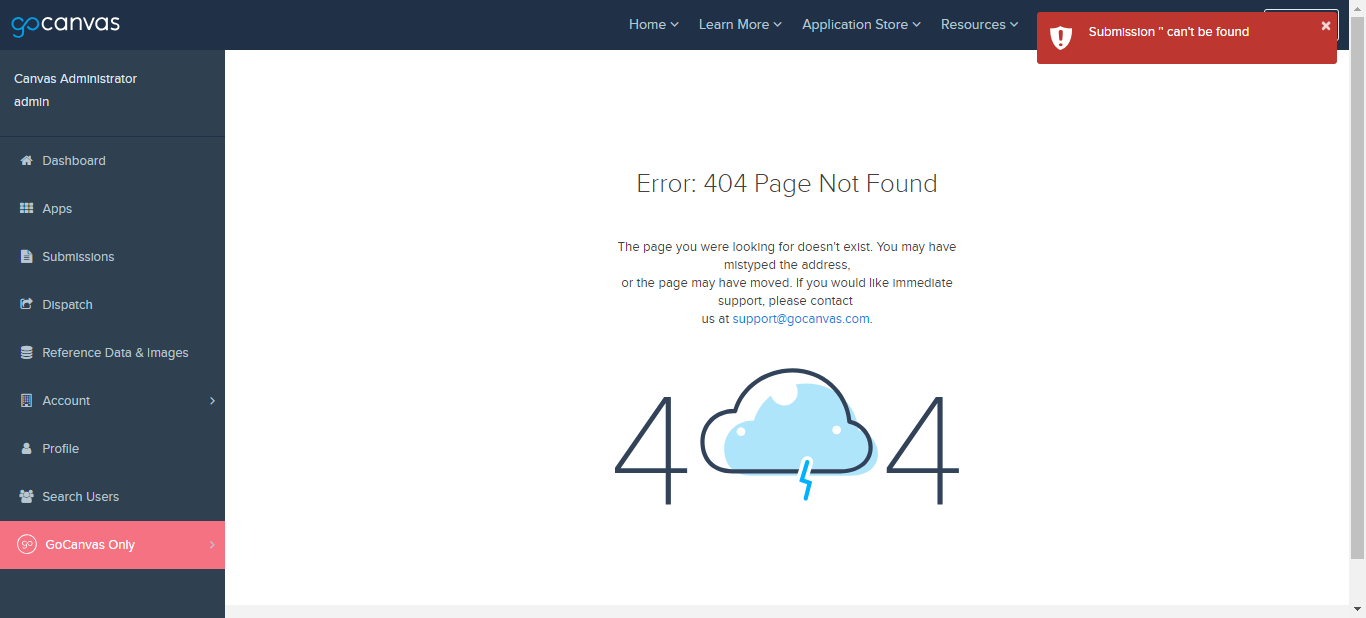 gocanvas
Home
Learn More
Application Store
Resources
Submission '' can't be found
Canvas Administrator
admin
Dashboard
Apps
Submissions
Dispatch
Reference Data & Images
Account
Profile
Search Users
go GoCanvas Only
Error: 404 Page Not Found
The page you were looking for doesn't exist. You may have
mistyped the address,
or the page may have moved. If you would like immediate
support, please contact
us at support@gocanvas.com.
4 4